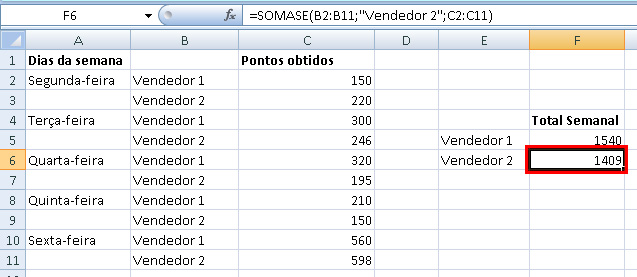 F6 fx =SOMASE(B2:B11;"Vendedor 2";C2:C11)
A B C D E F
1 Dias da semana Pontos obtidos
2 Segunda-feira Vendedor 1 150
3 Vendedor 2 220
4 Terça-feira Vendedor 1 300 Total Semanal
5 Vendedor 2 246 Vendedor 1 1540
6 Quarta-feira Vendedor 1 320 Vendedor 2 1409
7 Vendedor 2 195
8 Quinta-feira Vendedor 1 210
9 Vendedor 2 150
10 Sexta-feira Vendedor 1 560
11 Vendedor 2 598